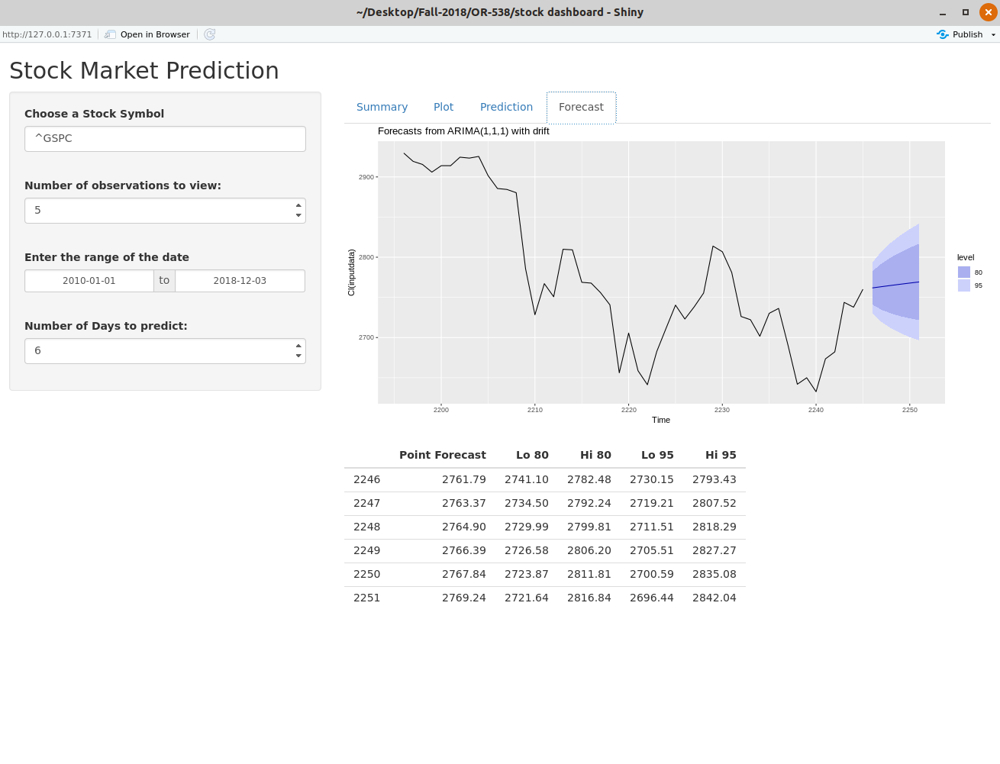 ~/Desktop/Fall-2018/OR-538/stock dashboard - Shiny
http://127.0.0.1:7371 Open in Browser Publish
Stock Market Prediction
Choose a Stock Symbol
^GSPC
Number of observations to view:
5
Enter the range of the date
2010-01-01 to 2018-12-03
Number of Days to predict:
6
Summary Plot Prediction Forecast
Forecasts from ARIMA(1,1,1) with drift
Cl(inputdata)
2900
2800
2700
2200 2210 2220 2230 2240 2250
Time
level
80
95
Point Forecast Lo 80 Hi 80 Lo 95 Hi 95
2246 2761.79 2741.10 2782.48 2730.15 2793.43
2247 2763.37 2734.50 2792.24 2719.21 2807.52
2248 2764.90 2729.99 2799.81 2711.51 2818.29
2249 2766.39 2726.58 2806.20 2705.51 2827.27
2250 2767.84 2723.87 2811.81 2700.59 2835.08
2251 2769.24 2721.64 2816.84 2696.44 2842.04